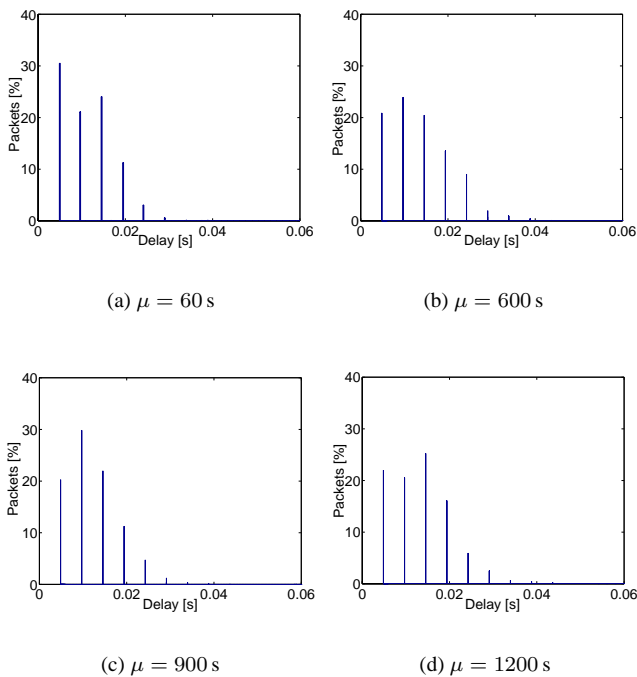 40
30
20
10
0
Packets [%]
0 0.02 0.04 0.06
Delay [s]
(a) μ = 60 s
40
30
20
10
0
Packets [%]
0 0.02 0.04 0.06
Delay [s]
(b) μ = 600 s
40
30
20
10
0
Packets [%]
0 0.02 0.04 0.06
Delay [s]
(c) μ = 900 s
40
30
20
10
0
Packets [%]
0 0.02 0.04 0.06
Delay [s]
(d) μ = 1200 s